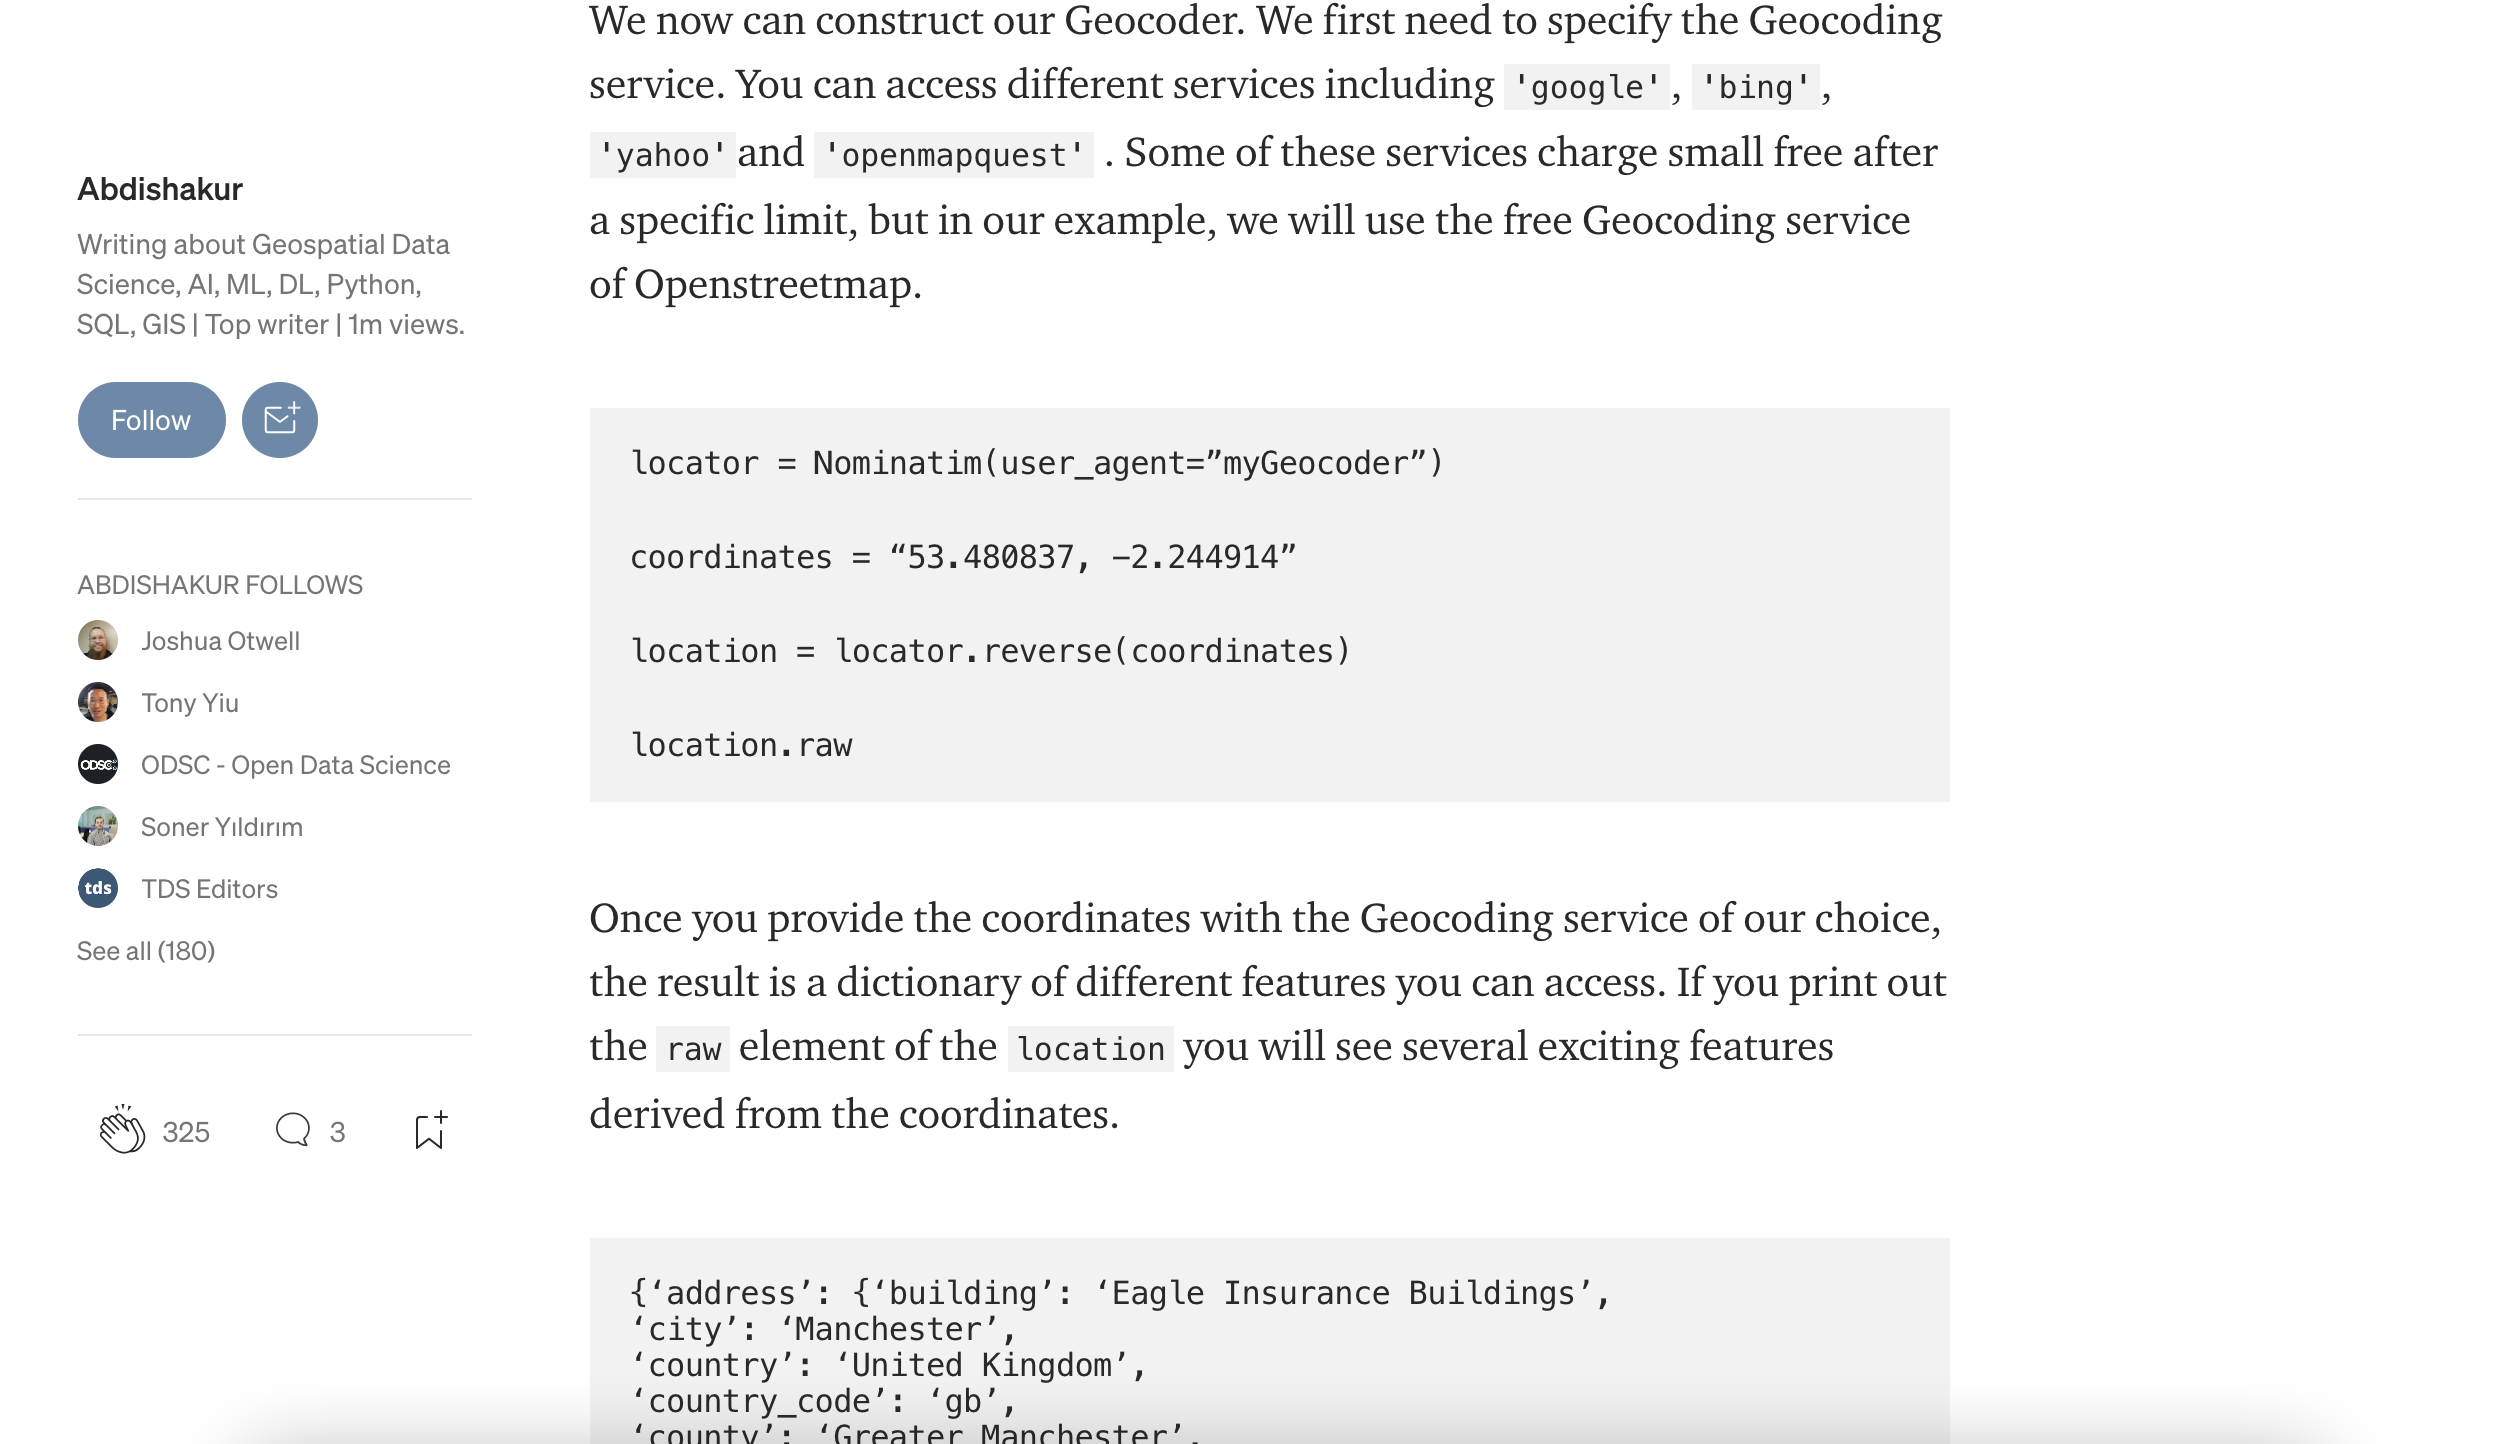 We now can construct our Geocoder. We first need to specify the Geocoding
service. You can access different services including 'google', 'bing',
'yahoo' and 'openmapquest' . Some of these services charge small free after
a specific limit, but in our example, we will use the free Geocoding service
of Openstreetmap.
Abdishakur
Writing about Geospatial Data
Science, AI, ML, DL, Python,
SQL, GIS | Top writer | 1m views.
Follow
ABDISHAKUR FOLLOWS
Joshua Otwell
Tony Yiu
ODSC
ODSC - Open Data Science
Soner Yıldırım
tds
TDS Editors
See all (180)
325
3
locator = Nominatim(user_agent=”myGeocoder”)
coordinates = “53.480837, −2.244914”
location = locator.reverse(coordinates)
location.raw
Once you provide the coordinates with the Geocoding service of our choice,
the result is a dictionary of different features you can access. If you print out
the raw element of the location you will see several exciting features
derived from the coordinates.
{‘address’: {‘building’: ‘Eagle Insurance Buildings’,
‘city’: ‘Manchester’,
‘country’: ‘United Kingdom’,
‘country_code’: ‘gb’,
‘county’: ‘Greater Manchester’,